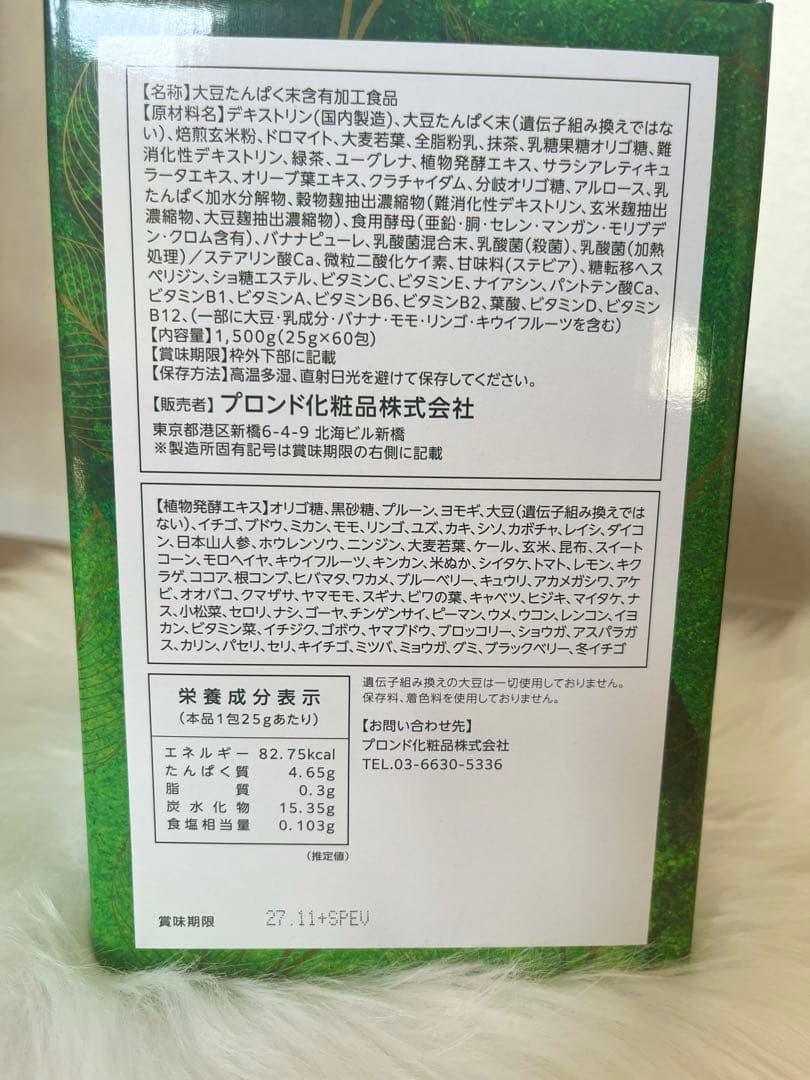 【名称】大豆たんぱく末含有加工食品
【原材料名】デキストリン(国内製造)、大豆たんぱく末(遺伝子組み換えではな
い)、焙煎玄米粉、ドロマイト、大麦若葉、全脂粉乳、抹茶、乳糖果糖オリゴ糖、難
消化性デキストリン、緑茶、ユーグレナ、植物発酵エキス、サラシアレティキュ
ラータエキス、オリーブ葉エキス、クラチャイダム、分岐オリゴ糖、アルロース、乳
たんぱく加水分解物、穀物麹抽出濃縮物(難消化性デキストリン、玄米麹抽出
濃縮物、大豆麹抽出濃縮物)、食用酵母(亜鉛・胴・セレン・マンガン・モリブデ
デン・クロム含有)、バナナピューレ、乳酸菌混合末、乳酸菌(殺菌)、乳酸菌(加熱
処理)/ステアリン酸Ca、微粒二酸化ケイ素、甘味料(ステビア)、糖転移ヘス
ペリジン、ショ糖エステル、ビタミンC、ビタミンE、ナイアシン、パントテン酸Ca、
ビタミンB1、ビタミンA、ビタミンB6、ビタミンB2、葉酸、ビタミンD、ビタミン
B12、(一部に大豆・乳成分・バナナ・モモ・リンゴ・キウイフルーツを含む)
【内容量】1,500g(25g×60包)
【賞味期限】枠外下部に記載
【保存方法】高温多湿、直射日光を避けて保存してください。
【販売者】プロンド化粧品株式会社
東京都港区新橋6-4-9 北海ビル新橋
※製造所固有記号は賞味期限の右側に記載
【植物発酵エキス】オリゴ糖、黒砂糖、プルーン、ヨモギ、大豆(遺伝子組み換えでは
ない)、イチゴ、ブドウ、ミカン、モモ、リンゴ、ユズ、カキ、シソ、カボチャ、レイシ、ダイコ
ン、日本山人参、ホウレンソウ、ニンジン、大麦若葉、ケール、玄米、昆布、スイート
コーン、モロヘイヤ、キウイフルーツ、キンカン、米ぬか、シイタケ、トマト、レモン、キク
ラゲ、ココア、根コンブ、ヒバマタ、ワカメ、ブルーベリー、キュウリ、アカメガシワ、アケ
ビ、オオバコ、クマザサ、ヤマモモ、スギナ、ビワの葉、キャベツ、ヒジキ、マイタケ、ナ
ス、小松菜、セロリ、ナシ、ゴーヤ、チンゲンサイ、ピーマン、ウメ、ウコン、レンコン、イヨ
カン、ビタミン菜、イチジク、ゴボウ、ヤマブドウ、ブロッコリー、ショウガ、アスパラガ
ス、カリン、パセリ、セリ、キイチゴ、ミツバ、ミョウガ、グミ、ブラックベリー、冬イチゴ
栄養成分表示
(本品1包25gあたり)
エネルギー 82.75kcal
たんぱく質 4.65g
脂質 0.3g
炭水化物 15.35g
食塩相当量 0.103g
(推定値)
遺伝子組み換えの大豆は一切使用しておりません。
保存料、着色料を使用しておりません。
【お問い合わせ先】
プロンド化粧品株式会社
TEL.03-6630-5336
賞味期限 27.11+SPEV